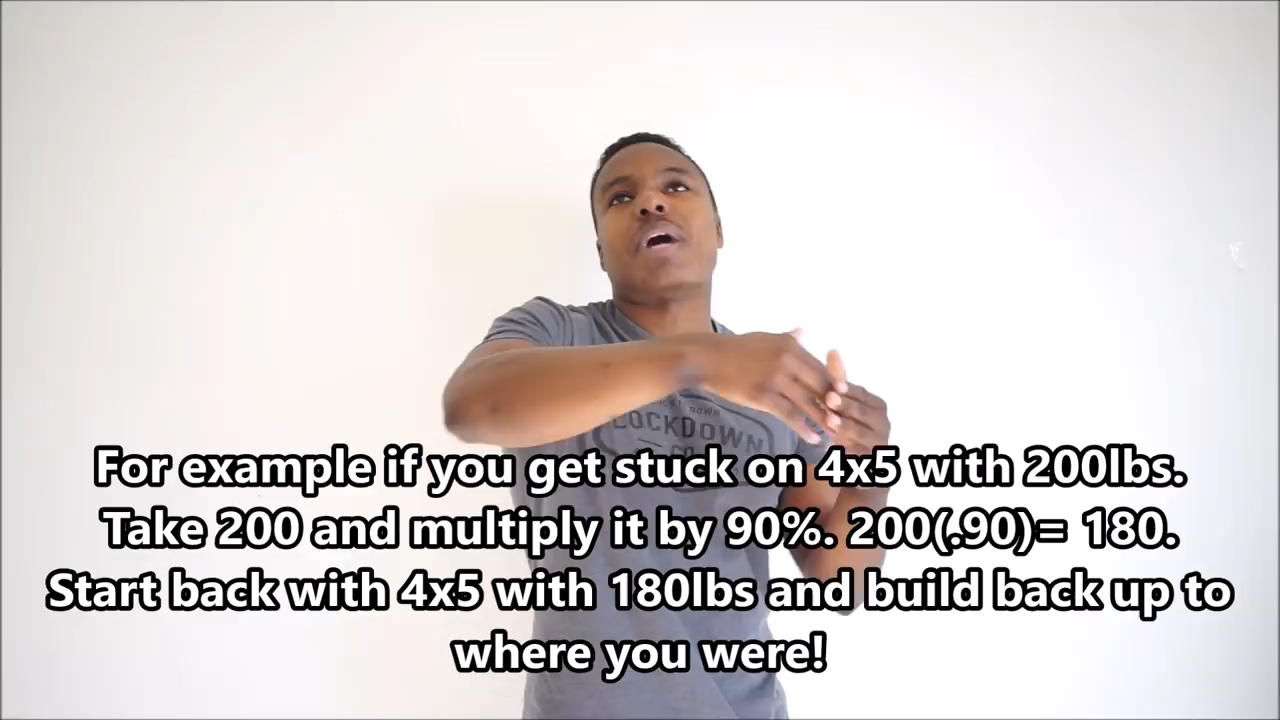 LOCKDOWN
For example if you get stuck on 4x5 with 200lbs.
Take 200 and multiply it by 90%. 200(.90)= 180.
Start back with 4x5 with 180lbs and build back up to
where you were!